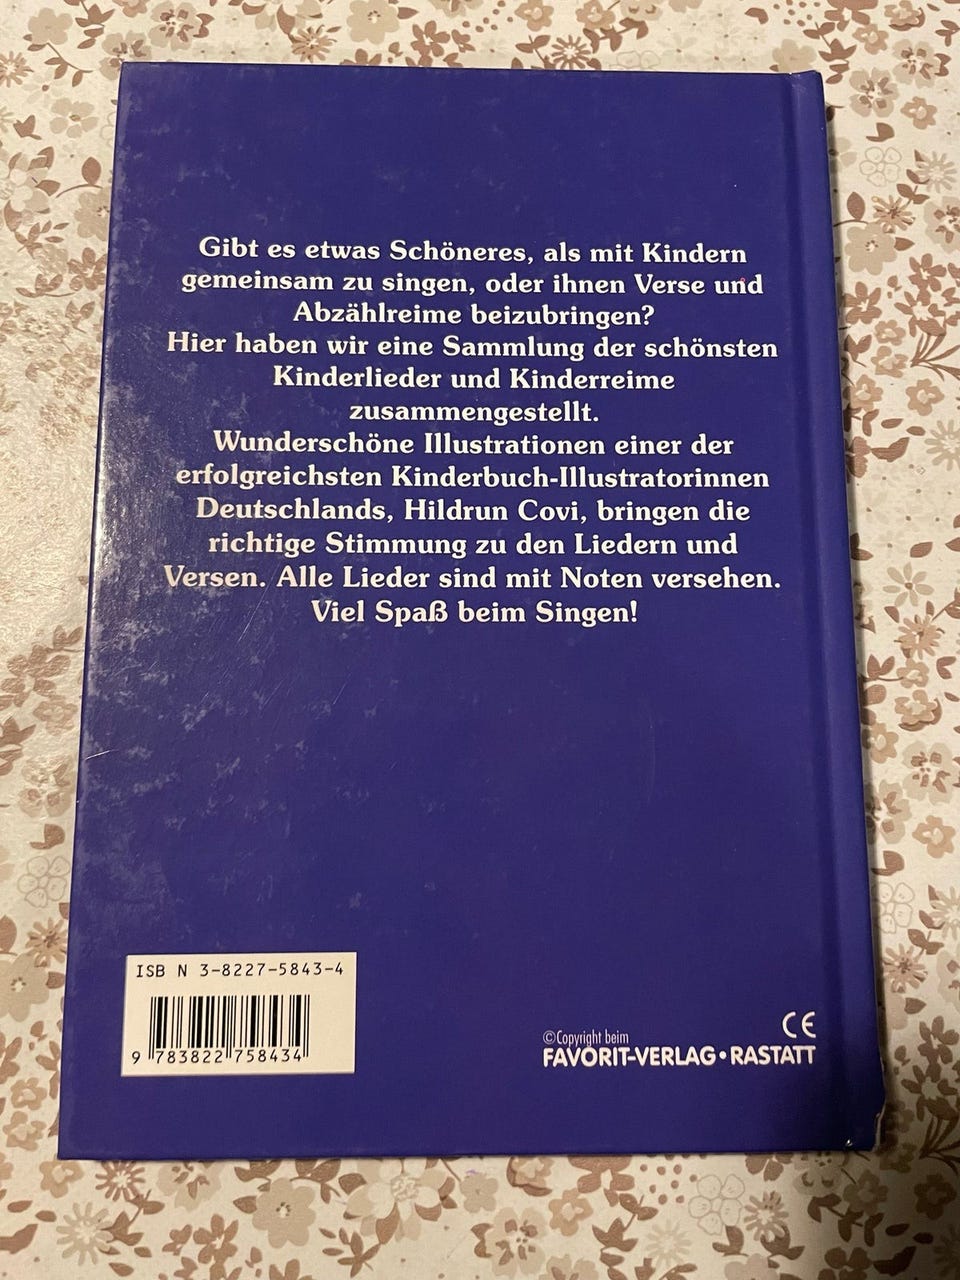 Gibt es etwas Schöneres, als mit Kindern
gemeinsam zu singen, oder ihnen Verse und
Abzählreime beizubringen?
Hier haben wir eine Sammlung der schönsten
Kinderlieder und Kinderreime
zusammengestellt.
Wunderschöne Illustrationen einer der
erfolgreichsten Kinderbuch-Illustratorinnen
Deutschlands, Hildrun Covi, bringen die
richtige Stimmung zu den Liedern und
Versen. Alle Lieder sind mit Noten versehen.
Viel Spaß beim Singen!
ISB N 3-8227-5843-4
9 783822 758434
CE
©Copyright beim
FAVORIT-VERLAG • RASTATT